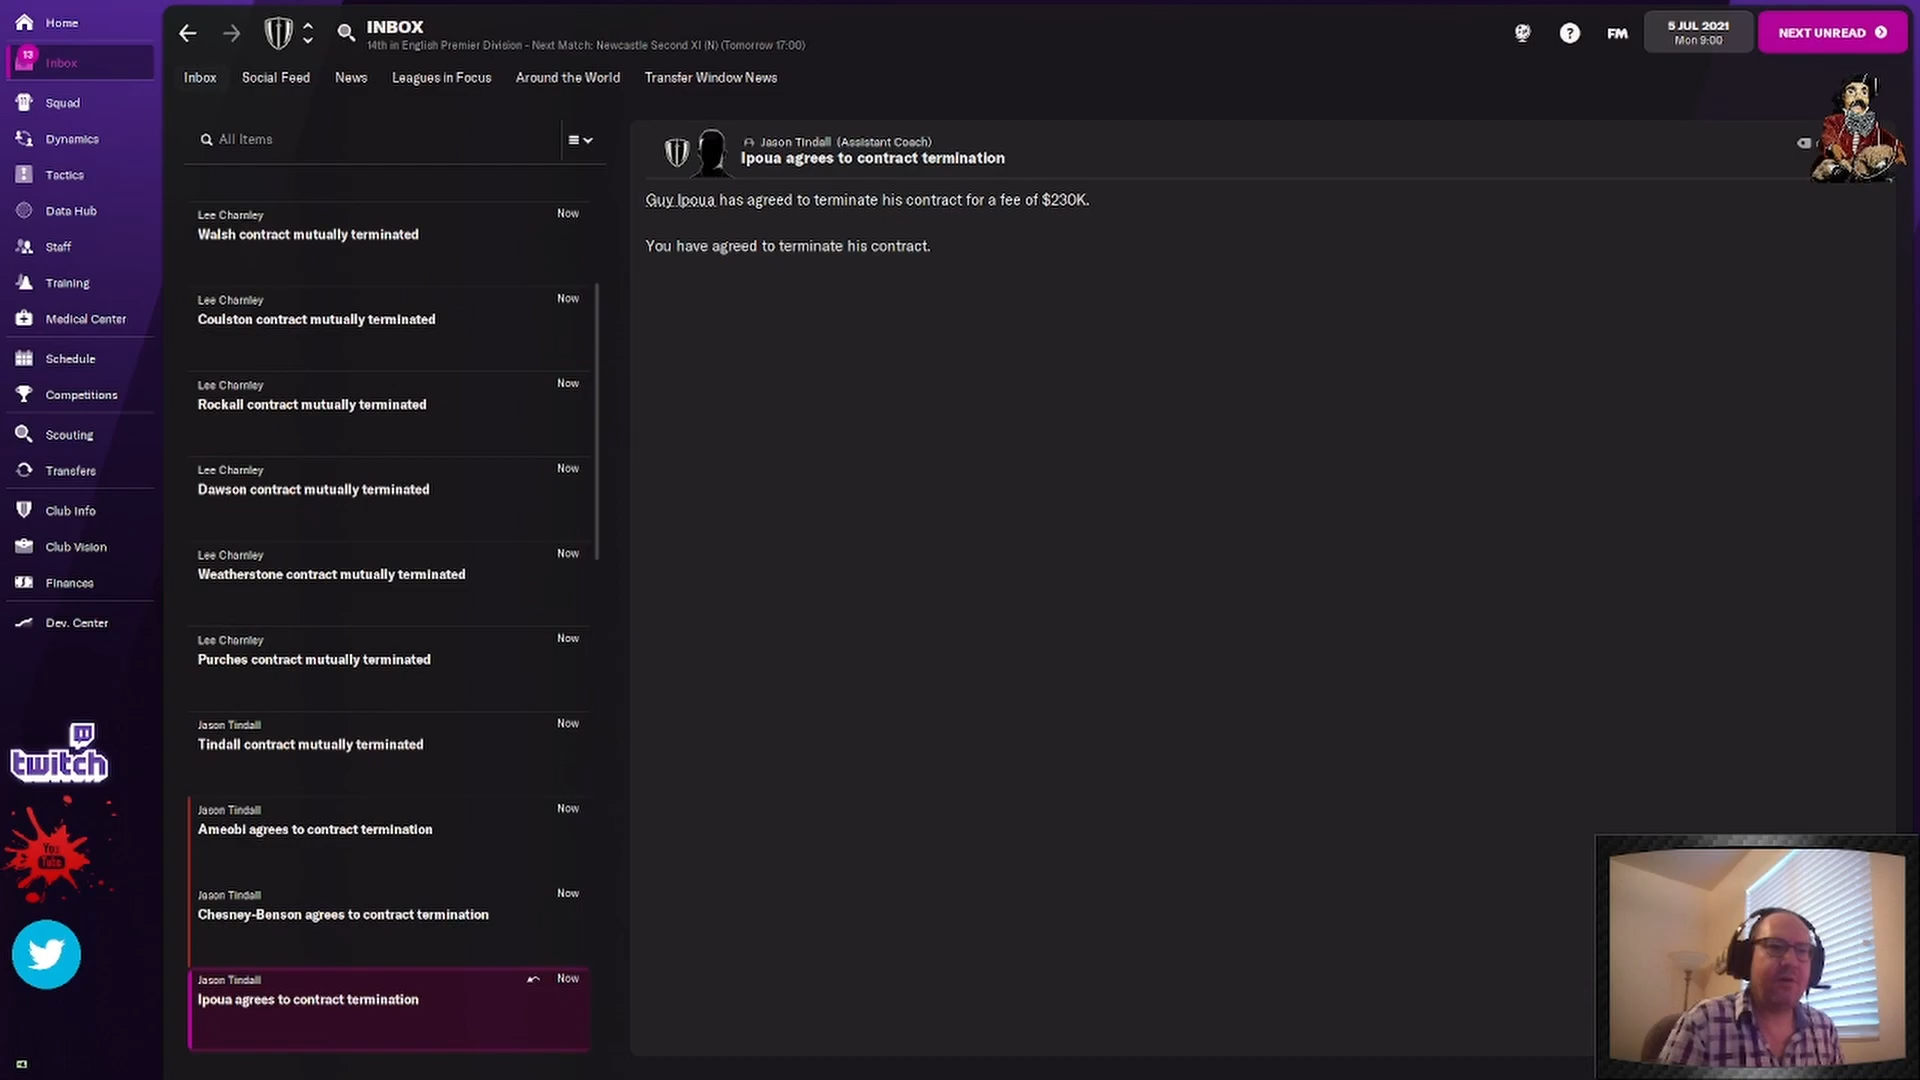 Home
INBOX
14th in English Premier Division - Next Match: Newcastle Second XI (N) (Tomorrow 17:00)
FM
5 JUL 2021
Mon 9:00
NEXT UNREAD
13
Inbox
Inbox
Social Feed
News
Leagues in Focus
Around the World
Transfer Window News
Squad
Dynamics
Tactics
Data Hub
Staff
Training
Medical Center
Schedule
Competitions
Scouting
Transfers
Club Info
Club Vision
Finances
Dev. Center
twitch
You
Tube
All Items
Lee Charnley
Now
Walsh contract mutually terminated
Lee Charnley
Now
Coulston contract mutually terminated
Lee Charnley
Now
Rockall contract mutually terminated
Lee Charnley
Now
Dawson contract mutually terminated
Lee Charnley
Now
Weatherstone contract mutually terminated
Lee Charnley
Now
Purches contract mutually terminated
Jason Tindall
Now
Tindall contract mutually terminated
Jason Tindall
Now
Ameobi agrees to contract termination
Jason Tindall
Now
Chesney-Benson agrees to contract termination
Jason Tindall
Now
Ipoua agrees to contract termination
Jason Tindall (Assistant Coach)
Ipoua agrees to contract termination
Guy Ipoua has agreed to terminate his contract for a fee of $230K.
You have agreed to terminate his contract.